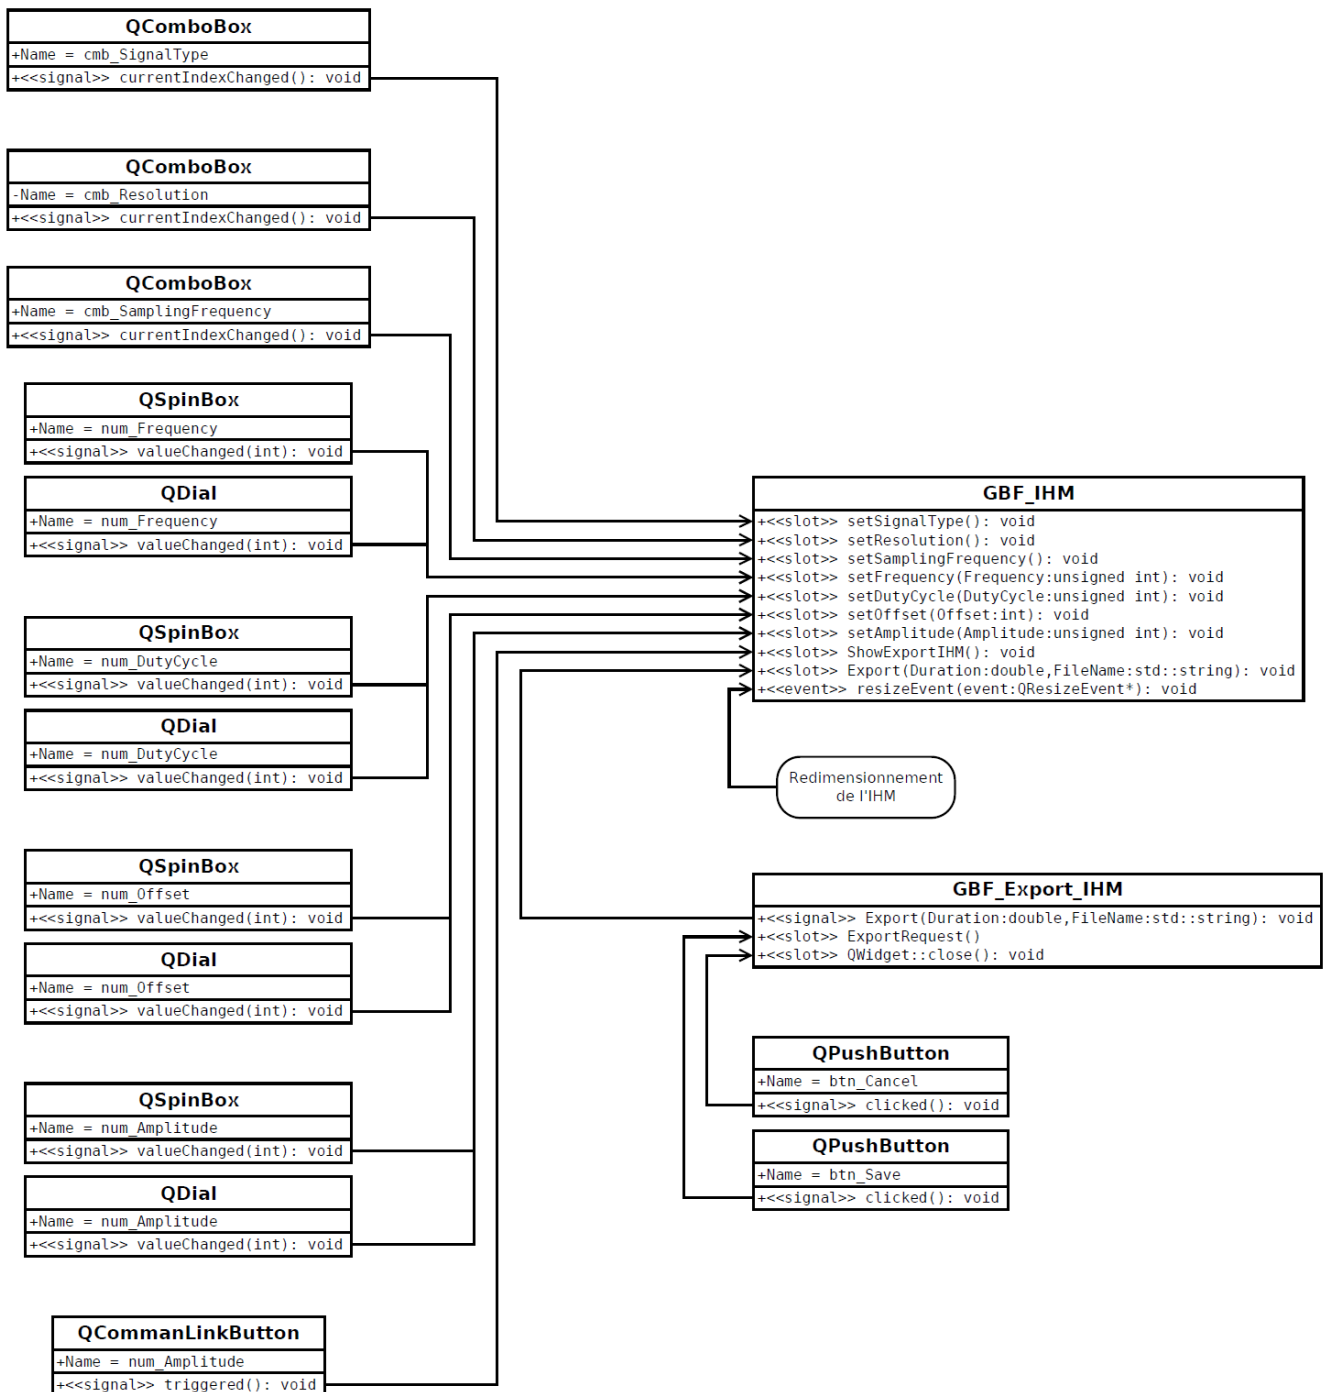 QComboBox
+Name = cmb_SignalType
+<<signal>> currentIndexChanged(): void
QComboBox
-Name = cmb_Resolution
+<<signal>> currentIndexChanged(): void
QComboBox
+Name = cmb_SamplingFrequency
+<<signal>> currentIndexChanged(): void
QSpinBox
+Name = num_Frequency
+<<signal>> valueChanged(int): void
QDial
+Name = num_Frequency
+<<signal>> valueChanged(int): void
QSpinBox
+Name = num_DutyCycle
+<<signal>> valueChanged(int): void
QDial
+Name = num_DutyCycle
+<<signal>> valueChanged(int): void
QSpinBox
+Name = num_Offset
+<<signal>> valueChanged(int): void
QDial
+Name = num_Offset
+<<signal>> valueChanged(int): void
QSpinBox
+Name = num_Amplitude
+<<signal>> valueChanged(int): void
QDial
+Name = num_Amplitude
+<<signal>> valueChanged(int): void
QCommanLinkButton
+Name = num_Amplitude
+<<signal>> triggered(): void
GBF_IHM
+<<slot>> setSignalType(): void
+<<slot>> setResolution(): void
+<<slot>> setSamplingFrequency(): void
+<<slot>> setFrequency(Frequency:unsigned int): void
+<<slot>> setDutyCycle(DutyCycle:unsigned int): void
+<<slot>> setOffset(Offset:int): void
+<<slot>> setAmplitude(Amplitude:unsigned int): void
+<<slot>> ShowExportIHM(): void
+<<slot>> Export(Duration:double,FileName:std::string): void
+<<event>> resizeEvent(event:QResizeEvent*): void
Redimensionnement
de l'IHM
GBF_Export_IHM
+<<signal>> Export(Duration:double,FileName:std::string): void
+<<slot>> ExportRequest()
+<<slot>> QWidget::close(): void
QPushButton
+Name = btn_Cancel
+<<signal>> clicked(): void
QPushButton
+Name = btn_Save
+<<signal>> clicked(): void